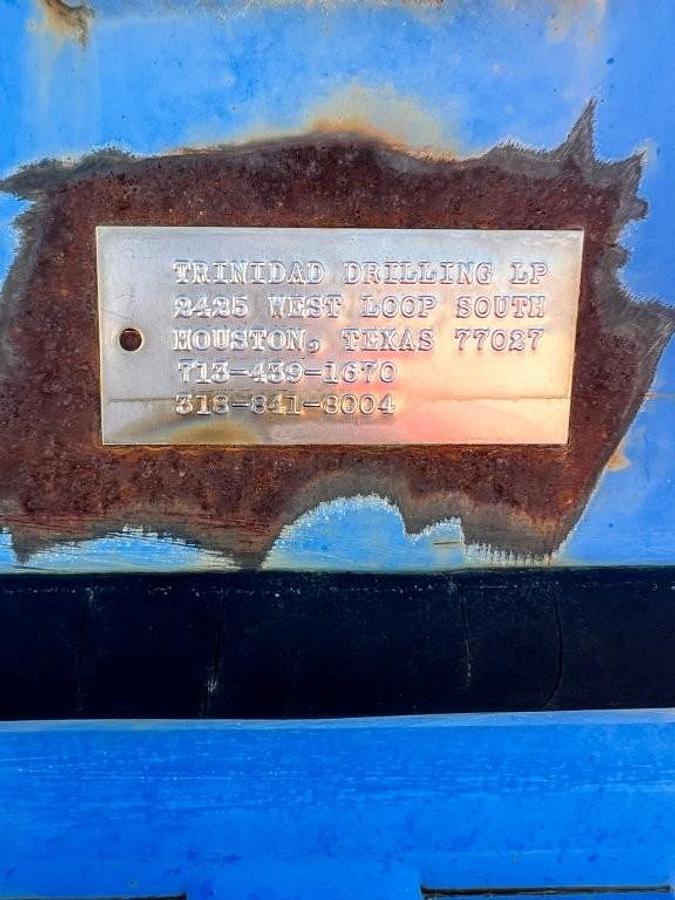 TRINIDAD DRILLING LP
2425 WEST LOOP SOUTH
HOUSTON, TEXAS 77027
713-439-1670
318-841-8004